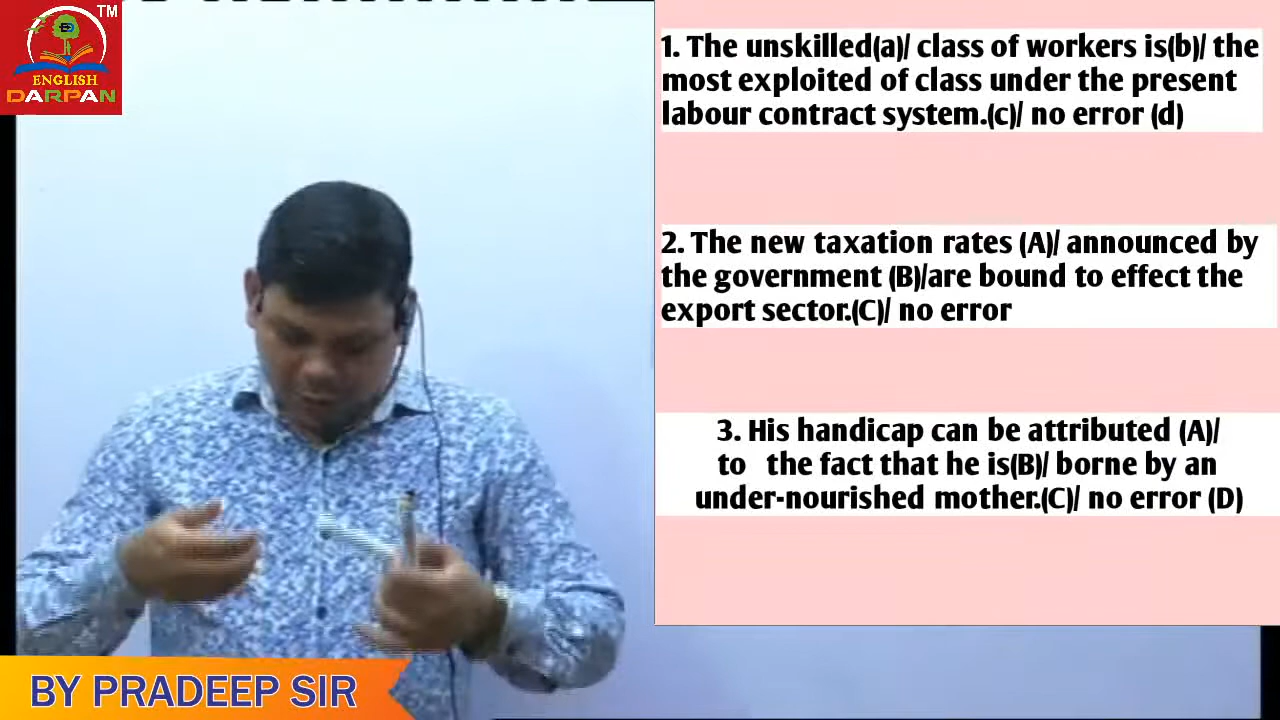 TM
ENGLISH
DARPAN
1. The unskilled(a)/ class of workers is(b)/ the
most exploited of class under the present
labour contract system.(c)/ no error (d)
2. The new taxation rates (A)/ announced by
the government (B)/are bound to effect the
export sector.(C)/ no error
3. His handicap can be attributed (A)/
to the fact that he is(B)/ borne by an
under-nourished mother.(C)/ no error (D)
BY PRADEEP SIR